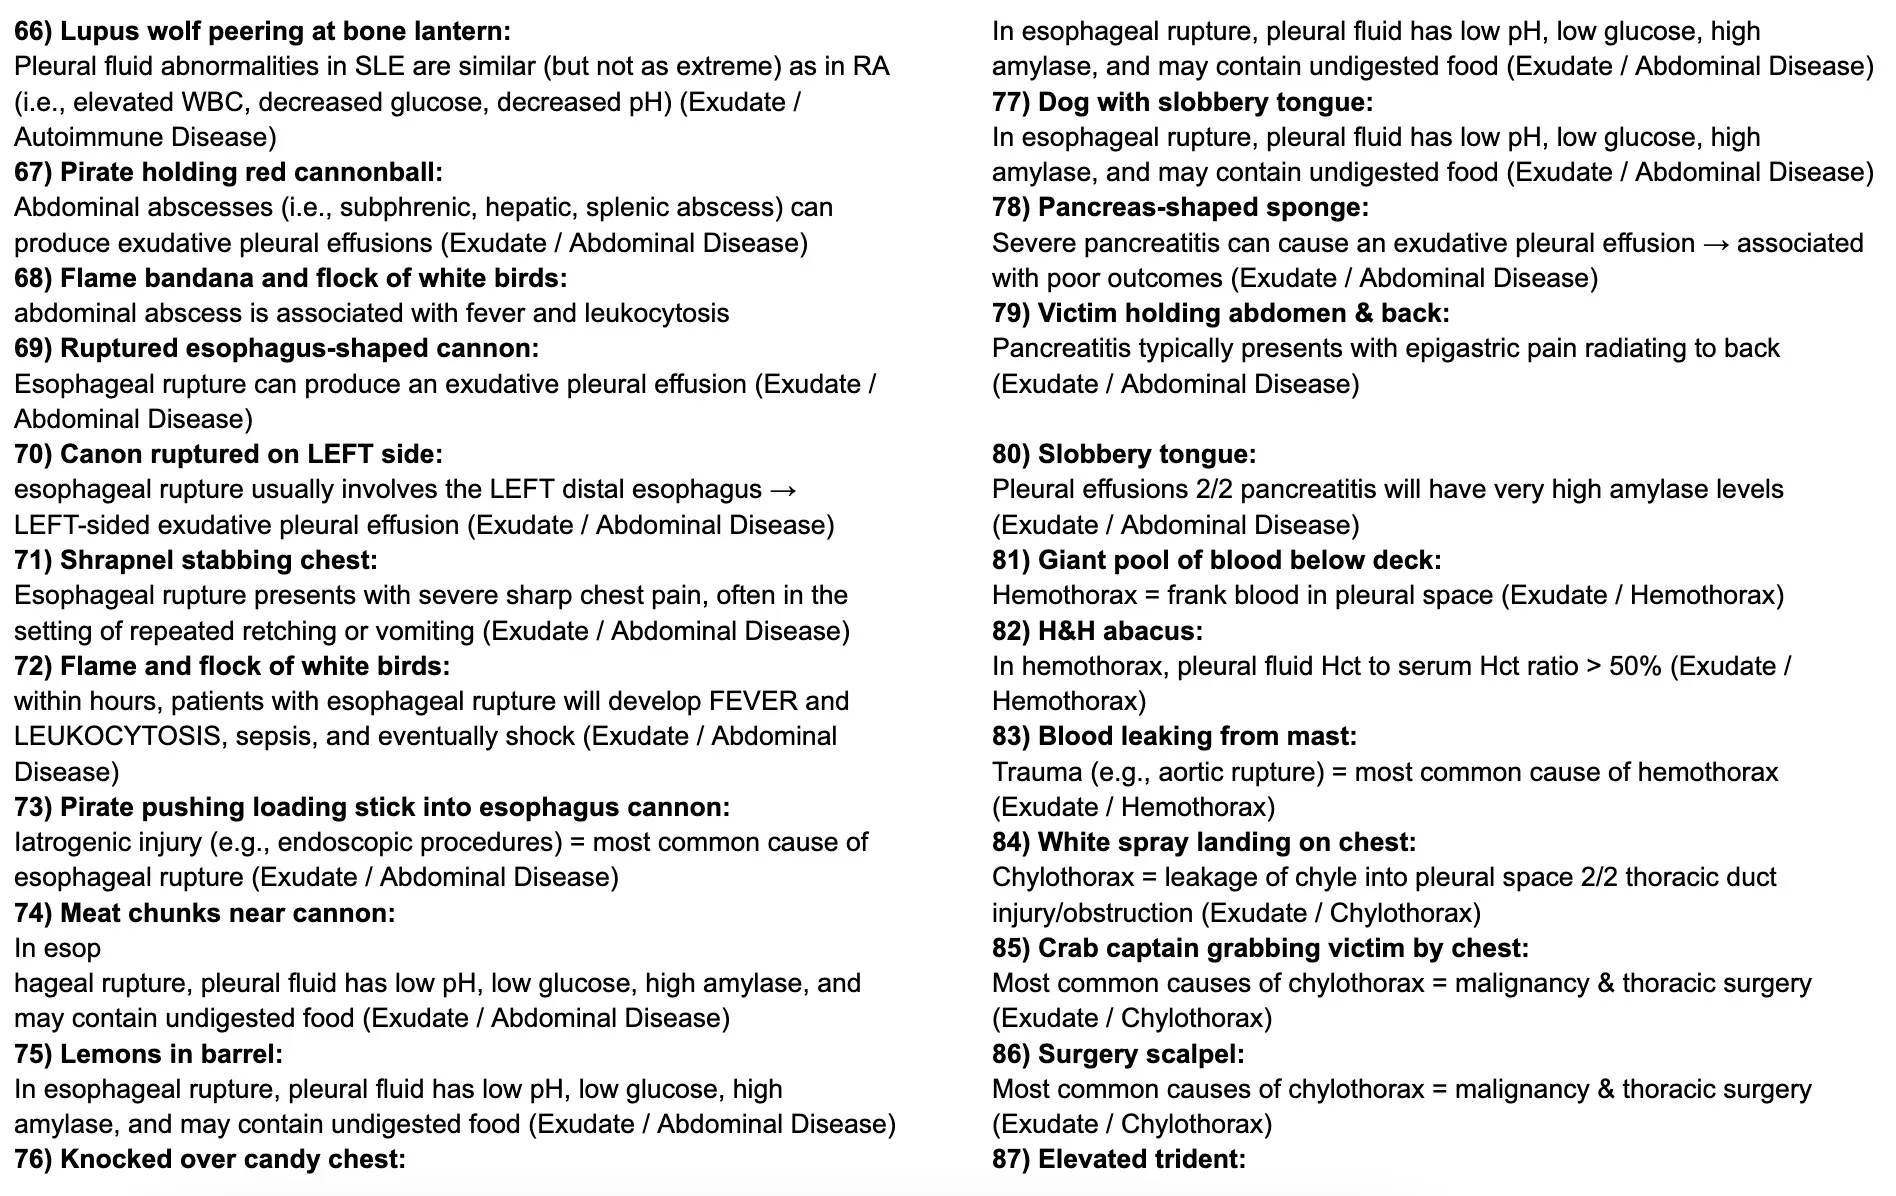 66) Lupus wolf peering at bone lantern:
Pleural fluid abnormalities in SLE are similar (but not as extreme) as in RA
(i.e., elevated WBC, decreased glucose, decreased pH) (Exudate /
Autoimmune Disease)
67) Pirate holding red cannonball:
Abdominal abscesses (i.e., subphrenic, hepatic, splenic abscess) can
produce exudative pleural effusions (Exudate / Abdominal Disease)
68) Flame bandana and flock of white birds:
abdominal abscess is associated with fever and leukocytosis
69) Ruptured esophagus-shaped cannon:
Esophageal rupture can produce an exudative pleural effusion (Exudate /
Abdominal Disease)
70) Canon ruptured on LEFT side:
esophageal rupture usually involves the LEFT distal esophagus →
LEFT-sided exudative pleural effusion (Exudate / Abdominal Disease)
71) Shrapnel stabbing chest:
Esophageal rupture presents with severe sharp chest pain, often in the
setting of repeated retching or vomiting (Exudate / Abdominal Disease)
72) Flame and flock of white birds:
within hours, patients with esophageal rupture will develop FEVER and
LEUKOCYTOSIS, sepsis, and eventually shock (Exudate / Abdominal
Disease)
73) Pirate pushing loading stick into esophagus cannon:
Iatrogenic injury (e.g., endoscopic procedures) = most common cause of
esophageal rupture (Exudate / Abdominal Disease)
74) Meat chunks near cannon:
In esop
hageal rupture, pleural fluid has low pH, low glucose, high amylase, and
may contain undigested food (Exudate / Abdominal Disease)
75) Lemons in barrel:
In esophageal rupture, pleural fluid has low pH, low glucose, high
amylase, and may contain undigested food (Exudate / Abdominal Disease)
76) Knocked over candy chest:
In esophageal rupture, pleural fluid has low pH, low glucose, high
amylase, and may contain undigested food (Exudate / Abdominal Disease)
77) Dog with slobbery tongue:
In esophageal rupture, pleural fluid has low pH, low glucose, high
amylase, and may contain undigested food (Exudate / Abdominal Disease)
78) Pancreas-shaped sponge:
Severe pancreatitis can cause an exudative pleural effusion → associated
with poor outcomes (Exudate / Abdominal Disease)
79) Victim holding abdomen & back:
Pancreatitis typically presents with epigastric pain radiating to back
(Exudate / Abdominal Disease)
80) Slobbery tongue:
Pleural effusions 2/2 pancreatitis will have very high amylase levels
(Exudate / Abdominal Disease)
81) Giant pool of blood below deck:
Hemothorax = frank blood in pleural space (Exudate / Hemothorax)
82) H&H abacus:
In hemothorax, pleural fluid Hct to serum Hct ratio > 50% (Exudate /
Hemothorax)
83) Blood leaking from mast:
Trauma (e.g., aortic rupture) = most common cause of hemothorax
(Exudate / Hemothorax)
84) White spray landing on chest:
Chylothorax = leakage of chyle into pleural space 2/2 thoracic duct
injury/obstruction (Exudate / Chylothorax)
85) Crab captain grabbing victim by chest:
Most common causes of chylothorax = malignancy & thoracic surgery
(Exudate / Chylothorax)
86) Surgery scalpel:
Most common causes of chylothorax = malignancy & thoracic surgery
(Exudate / Chylothorax)
87) Elevated trident: